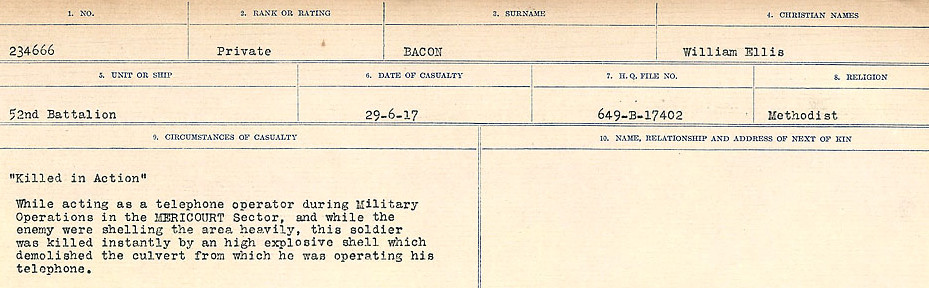 1. NO. 2. RANK OR RATING 3. SURNAME 4. CHRISTIAN NAMES
234666 Private BACON William Ellis
5. UNIT OR SHIP 6. DATE OF CASUALTY 7. H.Q. FILE NO. 8. RELIGION
52nd Battalion 29-6-17 649-B-17402 Methodist
9. CIRCUMSTANCES OF CASUALTY 10. NAME, RELATIONSHIP AND ADDRESS OF NEXT OF KIN
"Killed in Action"
While acting as a telephone operator during Military
Operations in the MERICOURT Sector, and while the
enemy were shelling the area heavily, this soldier
was killed instantly by an high explosive shell which
demolished the culvert from which he was operating his
telephone.